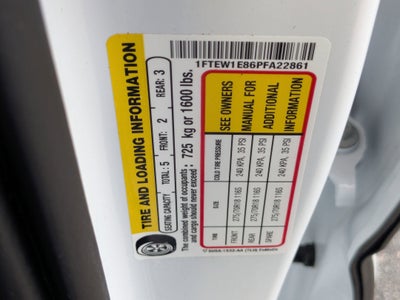 1FTEW1E86PFA22861
TIRE AND LOADING INFORMATION
SEATING CAPACITY TOTAL: 5 FRONT: 2 REAR: 3
The combined weight of occupants
and cargo should never exceed : 725 kg or 1600 lbs.
SEE OWNERS
MANUAL FOR
ADDITIONAL
INFORMATION
TIRE SIZE COLD TIRE PRESSURE
FRONT 275/70R18 116S 240 KPA, 35 PSI
REAR 275/70R18 116S 240 KPA, 35 PSI
SPARE 275/70R18 116S 240 KPA, 35 PSI